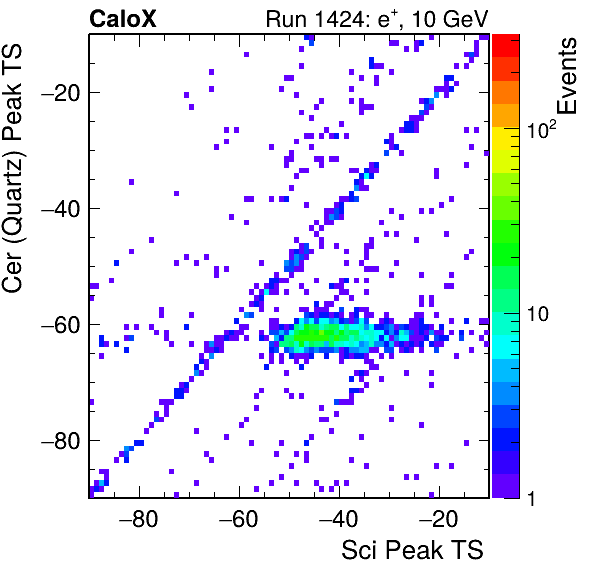 CaloX
Run 1424: e+, 10 GeV
Cer (Quartz) Peak TS
Events
−20
−40
−60
−80
10²
10
1
−80 −60 −40 −20
Sci Peak TS